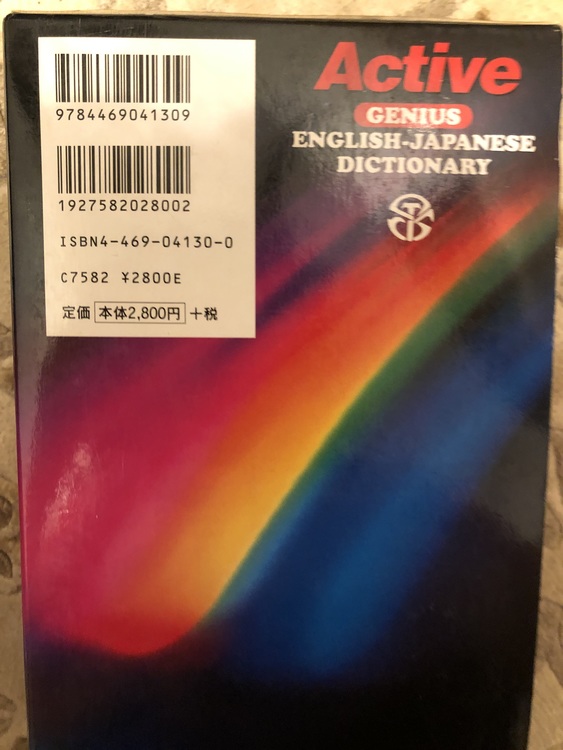 9784469041309
1927582028002
ISBN4-469-04130-0
C7582 ¥2800E
定価 本体2,800円 +税
Active
GENIUS
ENGLISH-JAPANESE
DICTIONARY